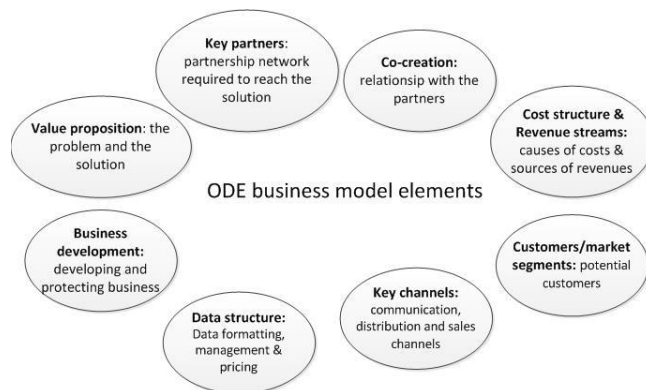 Key partners:
partnership network
required to reach the
solution
Co-creation:
relationsip with the
partners
Value proposition: the
problem and the
solution
Cost structure &
Revenue streams:
causes of costs &
sources of revenues
ODE business model elements
Business
development:
developing and
protecting business
Customers/market
segments: potential
customers
Data structure:
Data formatting,
management &
pricing
Key channels:
communication,
distribution and sales
channels